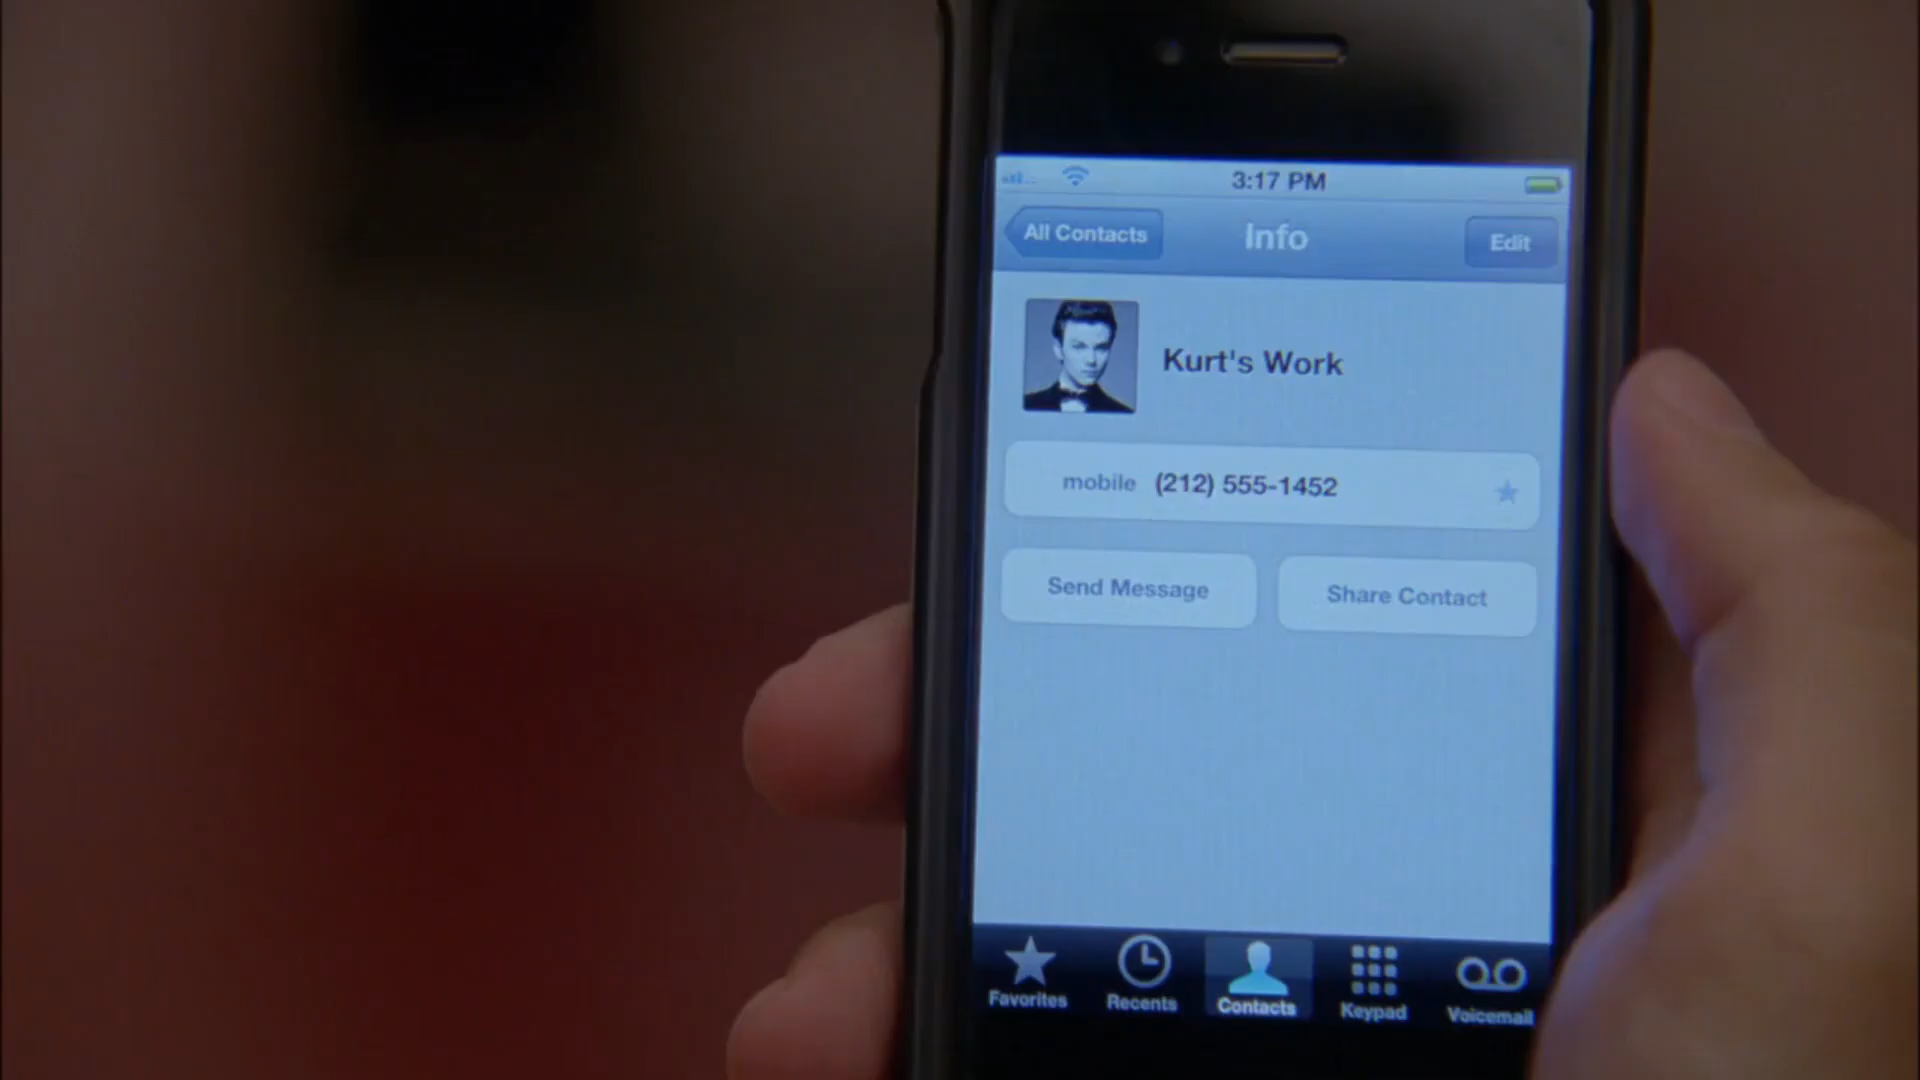 3:17 PM
All Contacts Info Edit
Kurt's Work
mobile (212) 555-1452
Send Message Share Contact
Favorites Recents Contacts Keypad Voicemail